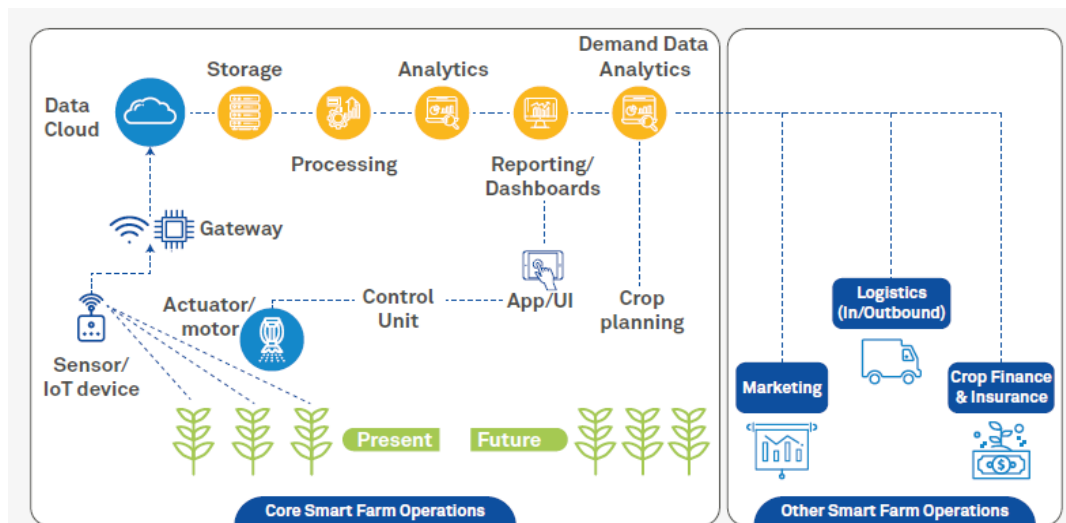 Demand Data
Analytics
Storage
Analytics
Data
Cloud
Processing
Reporting/
Dashboards
Gateway
Actuator/
motor
Control
Unit
App/UI
Crop
planning
Sensor/
IoT device
Present
Future
Core Smart Farm Operations
Logistics
(In/Outbound)
Marketing
Crop Finance
& Insurance
Other Smart Farm Operations